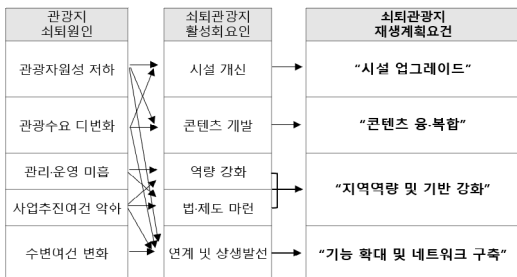 관광지 쇠퇴원인
쇠퇴관광지 활성회요인
쇠퇴관광지 재생계획요건
관광자원성 저하
시설 개신
“시설 업그레이드”
관광수요 디변화
콘텐츠 개발
“콘텐츠 융·복합”
관리·운영 미흡
역량 강화
“지역역량 및 기반 강화”
사업추진여건 악화
법·제도 마련
수변여건 변화
연계 빗 상생발선
“기능 확대 및 네트워크 구축”